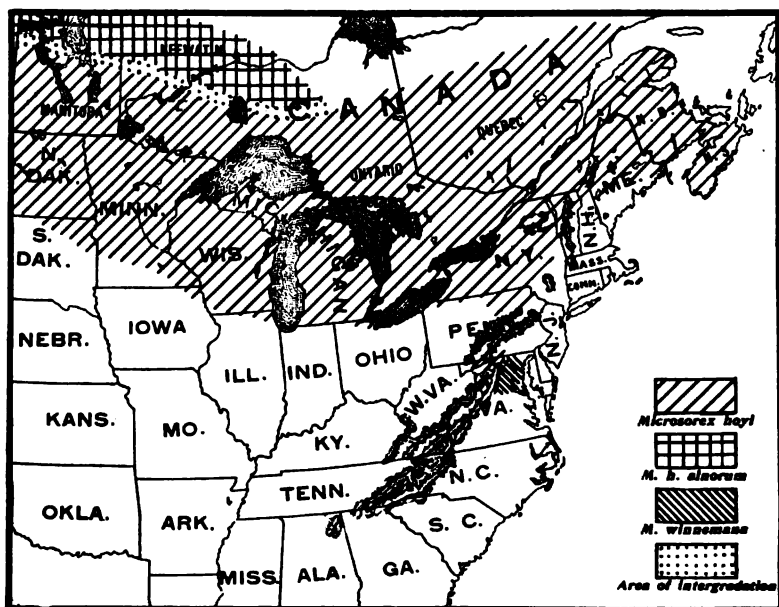 KEEWATIN
CANADA
MANITOBA
QUEBEC
ONTARIO
N.B.
N.S.
ME.
N.
DAK.
MINN.
MICH
WIS.
N.H.
N.Y.
MASS.
CONN.
S.
DAK.
IOWA
PENN.
N.J.
NEBR.
ILL.
IND.
OHIO
W.VA.
VA.
KANS.
MO.
KY.
TENN.
N.C.
OKLA.
ARK.
S. C.
MISS.
ALA.
GA.
Microsorex hoyi
M. h. alnorum
M. winnemana
Area of intergradation